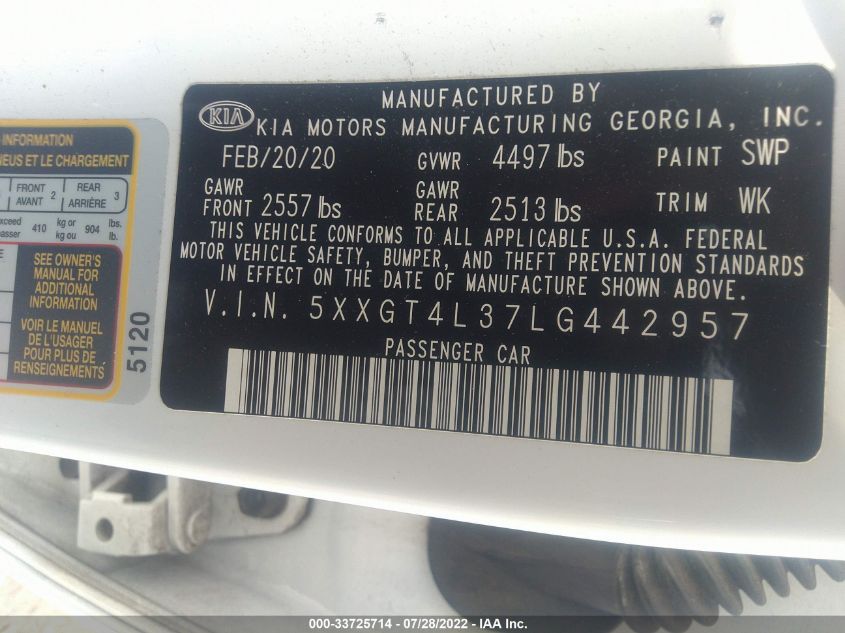 KIA
MANUFACTURED BY
KIA MOTORS MANUFACTURING GEORGIA, INC.
FEB/20/20 GVWR 4497 lbs PAINT SWP
GAWR FRONT 2557 lbs GAWR REAR 2513 lbs TRIM WK
THIS VEHICLE CONFORMS TO ALL APPLICABLE U.S.A. FEDERAL
MOTOR VEHICLE SAFETY, BUMPER, AND THEFT PREVENTION STANDARDS
IN EFFECT ON THE DATE OF MANUFACTURE SHOWN ABOVE.
V.I.N. 5XXGT4L37LG442957
PASSENGER CAR
INFORMATION
ET LE CHARGEMENT
FRONT 2 REAR 3
AVANT ARRIÈRE
410 kg or 904 lbs.
kg ou lb.
SEE OWNER'S
MANUAL FOR
ADDITIONAL
INFORMATION
VOIR LE MANUEL
DE L'USAGER
POUR PLUS DE
RENSEIGNEMENTS
5120
000-33725714 - 07/28/2022 - IAA Inc.